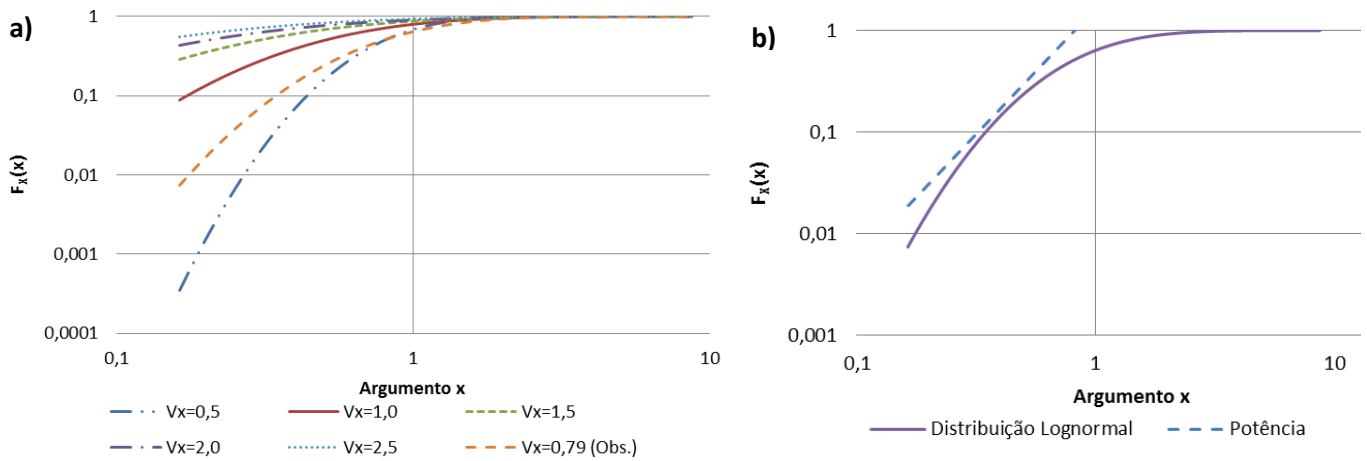 a)
1
0,1
0,01
0,001
0,0001
F_X(x)
0,1 1 10
Argumento x
Vx=0,5 Vx=1,0 Vx=1,5
Vx=2,0 Vx=2,5 Vx=0,79 (Obs.)
b)
1
0,1
0,01
0,001
F_X(x)
0,1 1 10
Argumento x
Distribuição Lognormal Potência